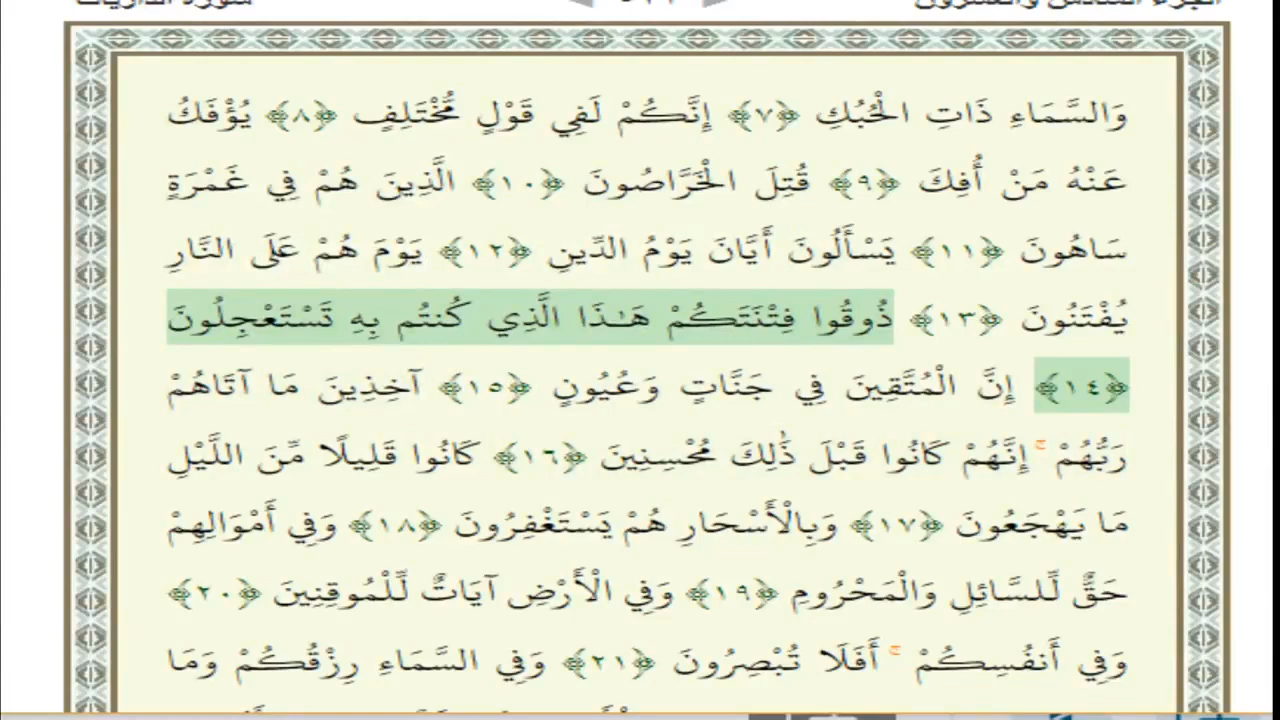 وَالسَّمَاءِ ذَاتِ الْحُبُكِ ﴿٧﴾ إِنَّكُمْ لَفِي قَوْلٍ مُّخْتَلِفٍ ﴿٨﴾ يُؤْفَكُ
عَنْهُ مَنْ أُفِكَ ﴿٩﴾ قُتِلَ الْخَرَّاصُونَ ﴿١٠﴾ الَّذِينَ هُمْ فِي غَمْرَةٍ
سَاهُونَ ﴿١١﴾ يَسْأَلُونَ أَيَّانَ يَوْمُ الدِّينِ ﴿١٢﴾ يَوْمَ هُمْ عَلَى النَّارِ
يُفْتَنُونَ ﴿١٣﴾ ذُوقُوا فِتْنَتَكُمْ هَـٰذَا الَّذِي كُنتُم بِهِ تَسْتَعْجِلُونَ
﴿١٤﴾ إِنَّ الْمُتَّقِينَ فِي جَنَّاتٍ وَعُيُونٍ ﴿١٥﴾ آخِذِينَ مَا آتَاهُمْ
رَبُّهُمْ ۚ إِنَّهُمْ كَانُوا قَبْلَ ذَٰلِكَ مُحْسِنِينَ ﴿١٦﴾ كَانُوا قَلِيلًا مِّنَ اللَّيْلِ
مَا يَهْجَعُونَ ﴿١٧﴾ وَبِالْأَسْحَارِ هُمْ يَسْتَغْفِرُونَ ﴿١٨﴾ وَفِي أَمْوَالِهِمْ
حَقٌّ لِّلسَّائِلِ وَالْمَحْرُومِ ﴿١٩﴾ وَفِي الْأَرْضِ آيَاتٌ لِّلْمُوقِنِينَ ﴿٢٠﴾
وَفِي أَنفُسِكُمْ ۚ أَفَلَا تُبْصِرُونَ ﴿٢١﴾ وَفِي السَّمَاءِ رِزْقُكُمْ وَمَا